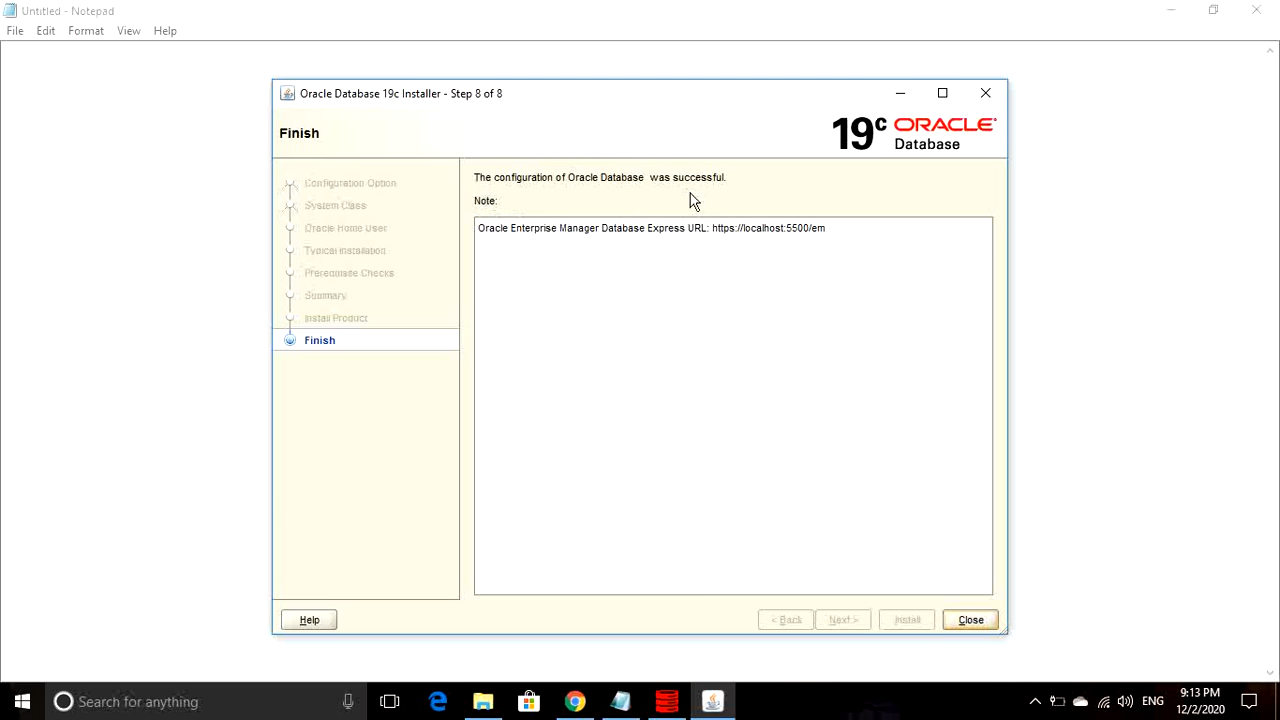 Untitled - Notepad
File Edit Format View Help
Oracle Database 19c Installer - Step 8 of 8
Finish
19c ORACLE
Database
Configuration Option
System Class
Oracle Home User
Typical Installation
Prerequisite Checks
Summary
Install Product
Finish
The configuration of Oracle Database was successful.
Note:
Oracle Enterprise Manager Database Express URL: https://localhost:5500/em
Help
< Back
Next >
Install
Close
Search for anything
ENG
9:13 PM
12/2/2020